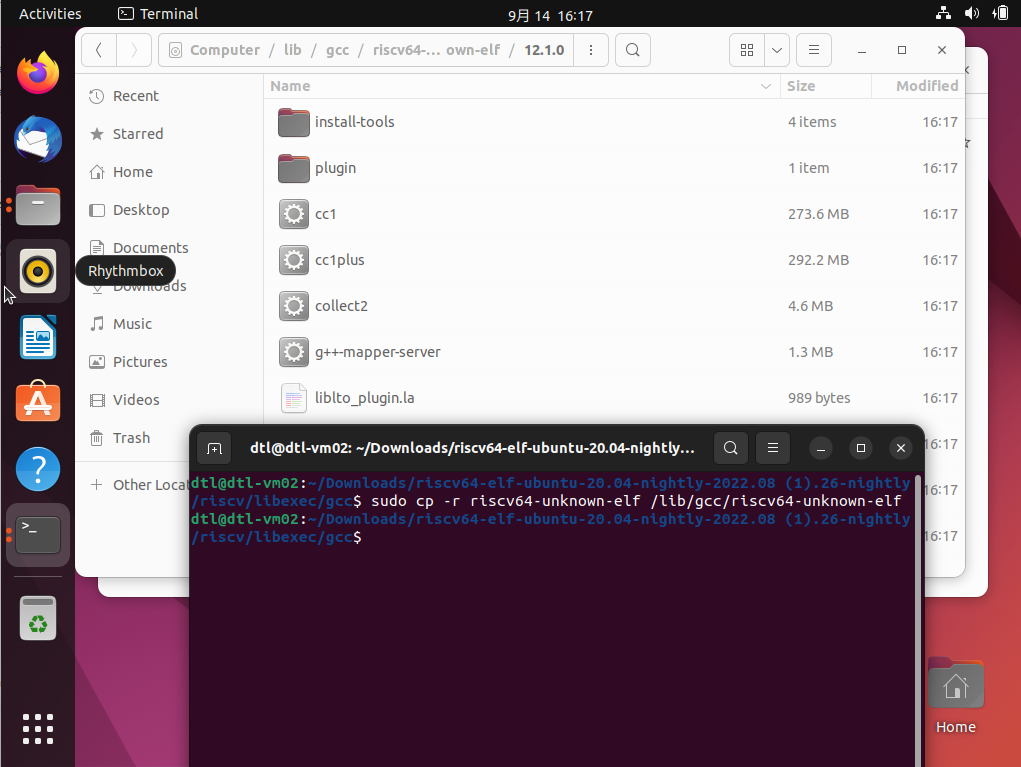 Activities
Terminal
9月 14 16:17
Computer / lib / gcc / riscv64-… own-elf / 12.1.0
Name
Size
Modified
Recent
Starred
Home
Desktop
Documents
Downloads
Music
Pictures
Videos
Trash
Other Locat
Rhythmbox
install-tools 4 items 16:17
plugin 1 item 16:17
cc1 273.6 MB 16:17
cc1plus 292.2 MB 16:17
collect2 4.6 MB 16:17
g++-mapper-server 1.3 MB 16:17
liblto_plugin.la 989 bytes 16:17
16:17
16:17
16:17
dtl@dtl-vm02: ~/Downloads/riscv64-elf-ubuntu-20.04-nightly…
dtl@dtl-vm02:~/Downloads/riscv64-elf-ubuntu-20.04-nightly-2022.08 (1).26-nightly
/riscv/libexec/gcc$ sudo cp -r riscv64-unknown-elf /lib/gcc/riscv64-unknown-elf
dtl@dtl-vm02:~/Downloads/riscv64-elf-ubuntu-20.04-nightly-2022.08 (1).26-nightly
/riscv/libexec/gcc$
Home